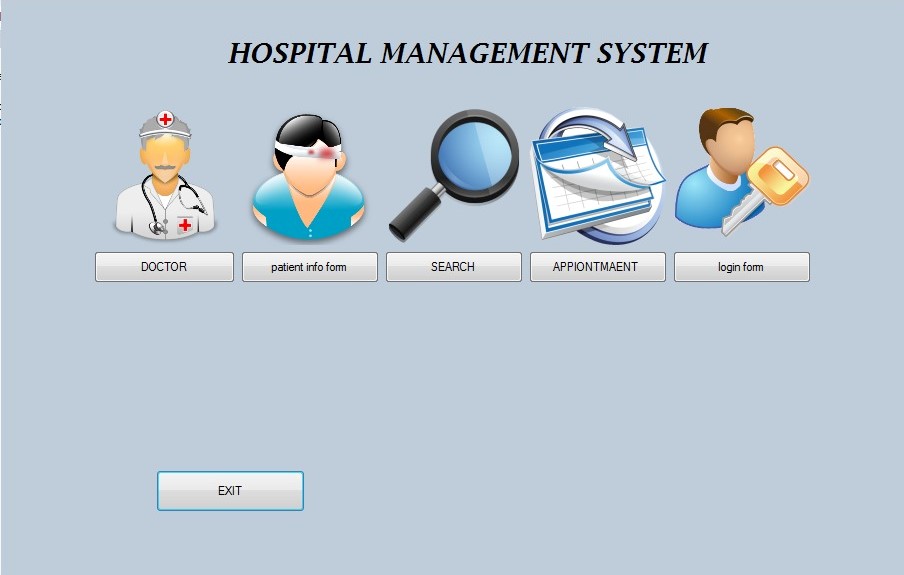 HOSPITAL MANAGEMENT SYSTEM
DOCTOR
patient info form
SEARCH
APPIONTMAENT
login form
EXIT